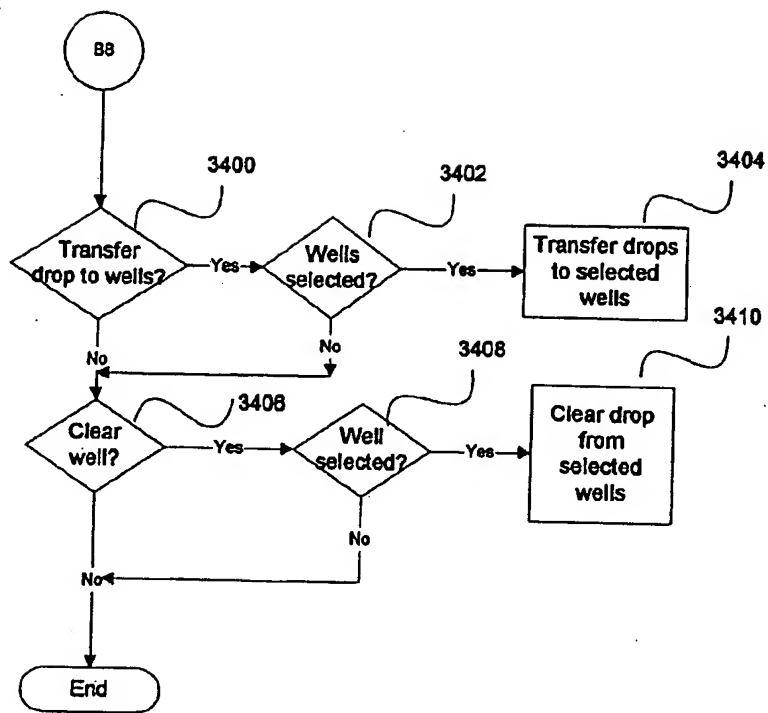 B8
3400
3402
3404
Transfer
drop to wells?
Yes
Wells
selected?
Yes
Transfer drops
to selected
wells
No
No
3406
3408
3410
Clear
well?
Yes
Well
selected?
Yes
Clear drop
from
selected
wells
No
No
End